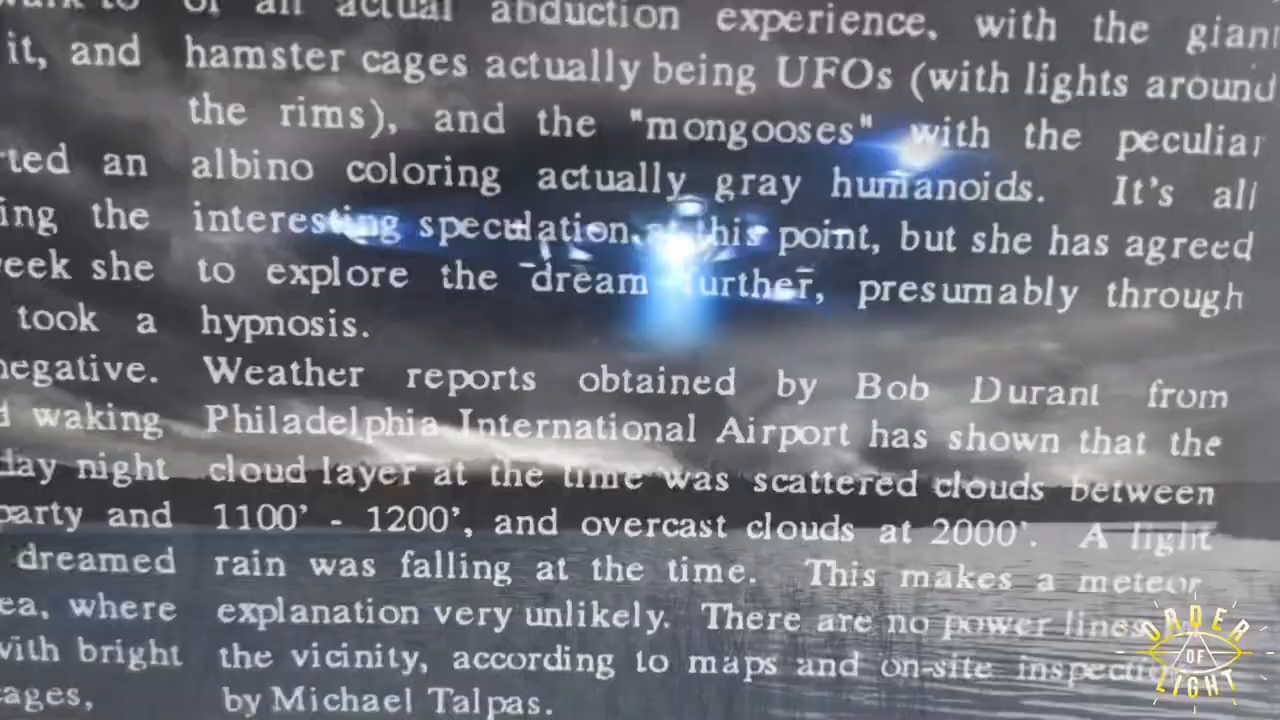 it, and
rted an
ing the
eek she
took a
negative.
d waking
day night
party and
dreamed
ea, where
with bright
cages,
of an actual abduction experience, with the giant
hamster cages actually being UFOs (with lights around
the rims), and the "mongooses" with the peculiar
albino coloring actually gray humanoids. It's all
interesting speculation at this point, but she has agreed
to explore the dream further, presumably through
hypnosis.
Weather reports obtained by Bob Durant from
Philadelphia International Airport has shown that the
cloud layer at the time was scattered clouds between
1100' - 1200', and overcast clouds at 2000'. A light
rain was falling at the time. This makes a meteor
explanation very unlikely. There are no power lines
the vicinity, according to maps and on-site inspectio
by Michael Talpas.
ORDER
OF
LIGHT